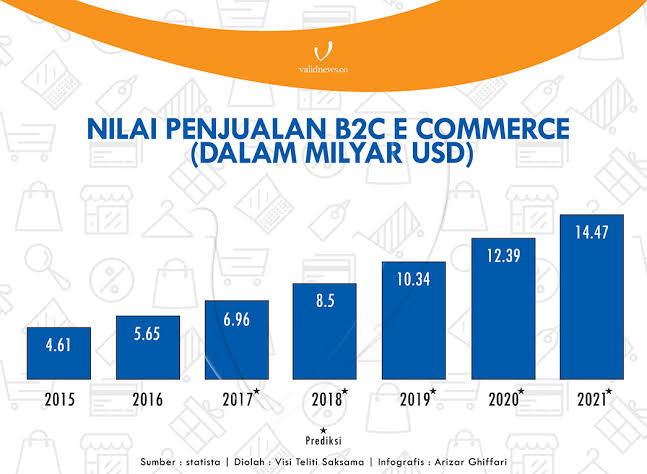 validnews.co
NILAI PENJUALAN B2C E COMMERCE
(DALAM MILYAR USD)
4.61
5.65
6.96
8.5
10.34
12.39
14.47
2015 2016 2017★ 2018★ 2019★ 2020★ 2021★
★
Prediksi
Sumber : statista | Diolah : Visi Teliti Saksama | Infografis : Arizar Ghiffari